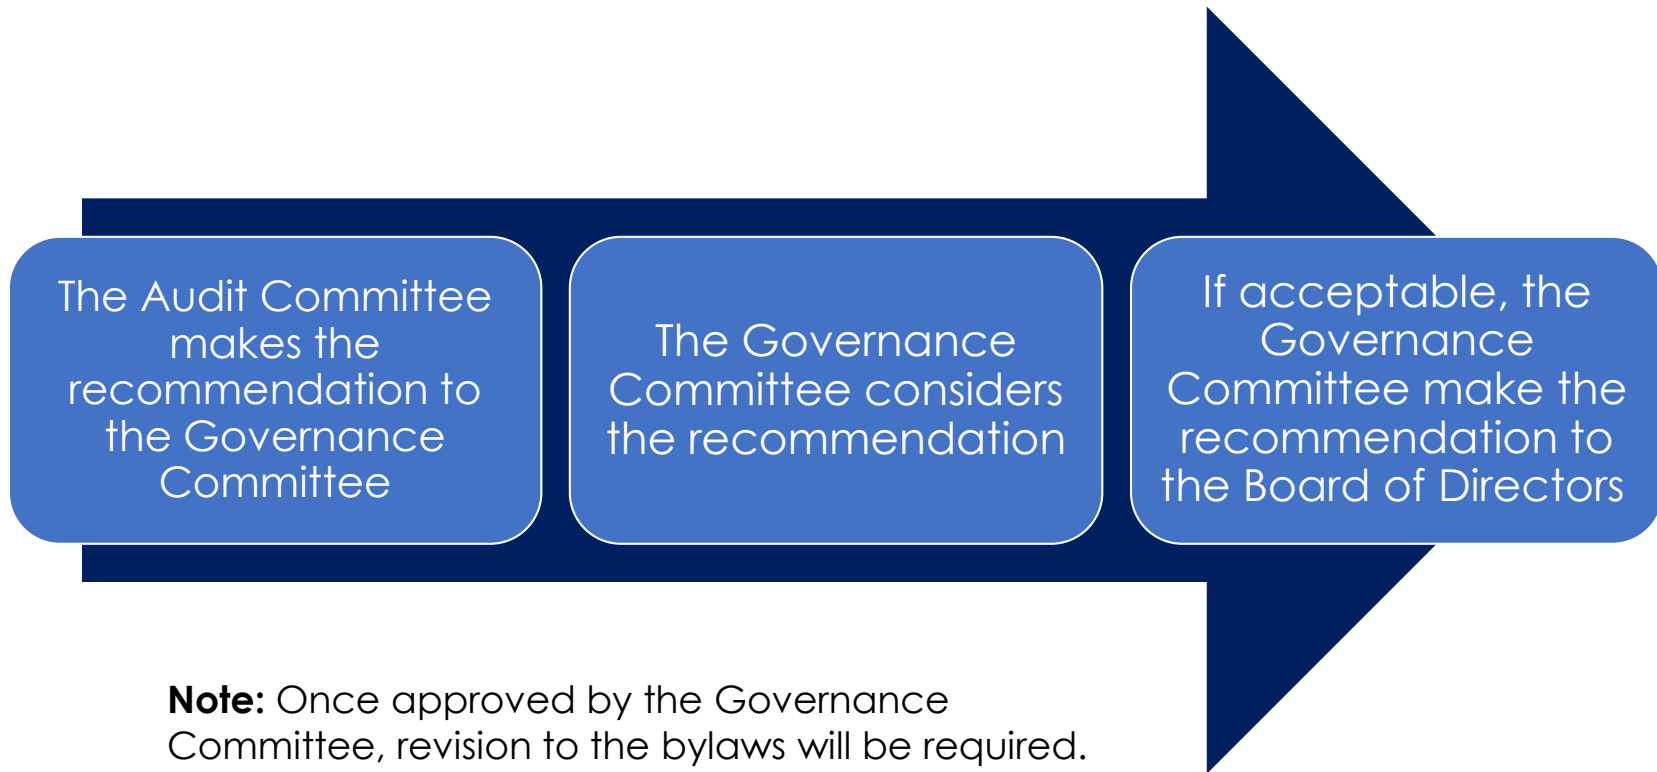 The Audit Committee
makes the
recommendation to
the Governance
Committee
The Governance
Committee considers
the recommendation
If acceptable, the
Governance
Committee make the
recommendation to
the Board of Directors
Note: Once approved by the Governance
Committee, revision to the bylaws will be required.